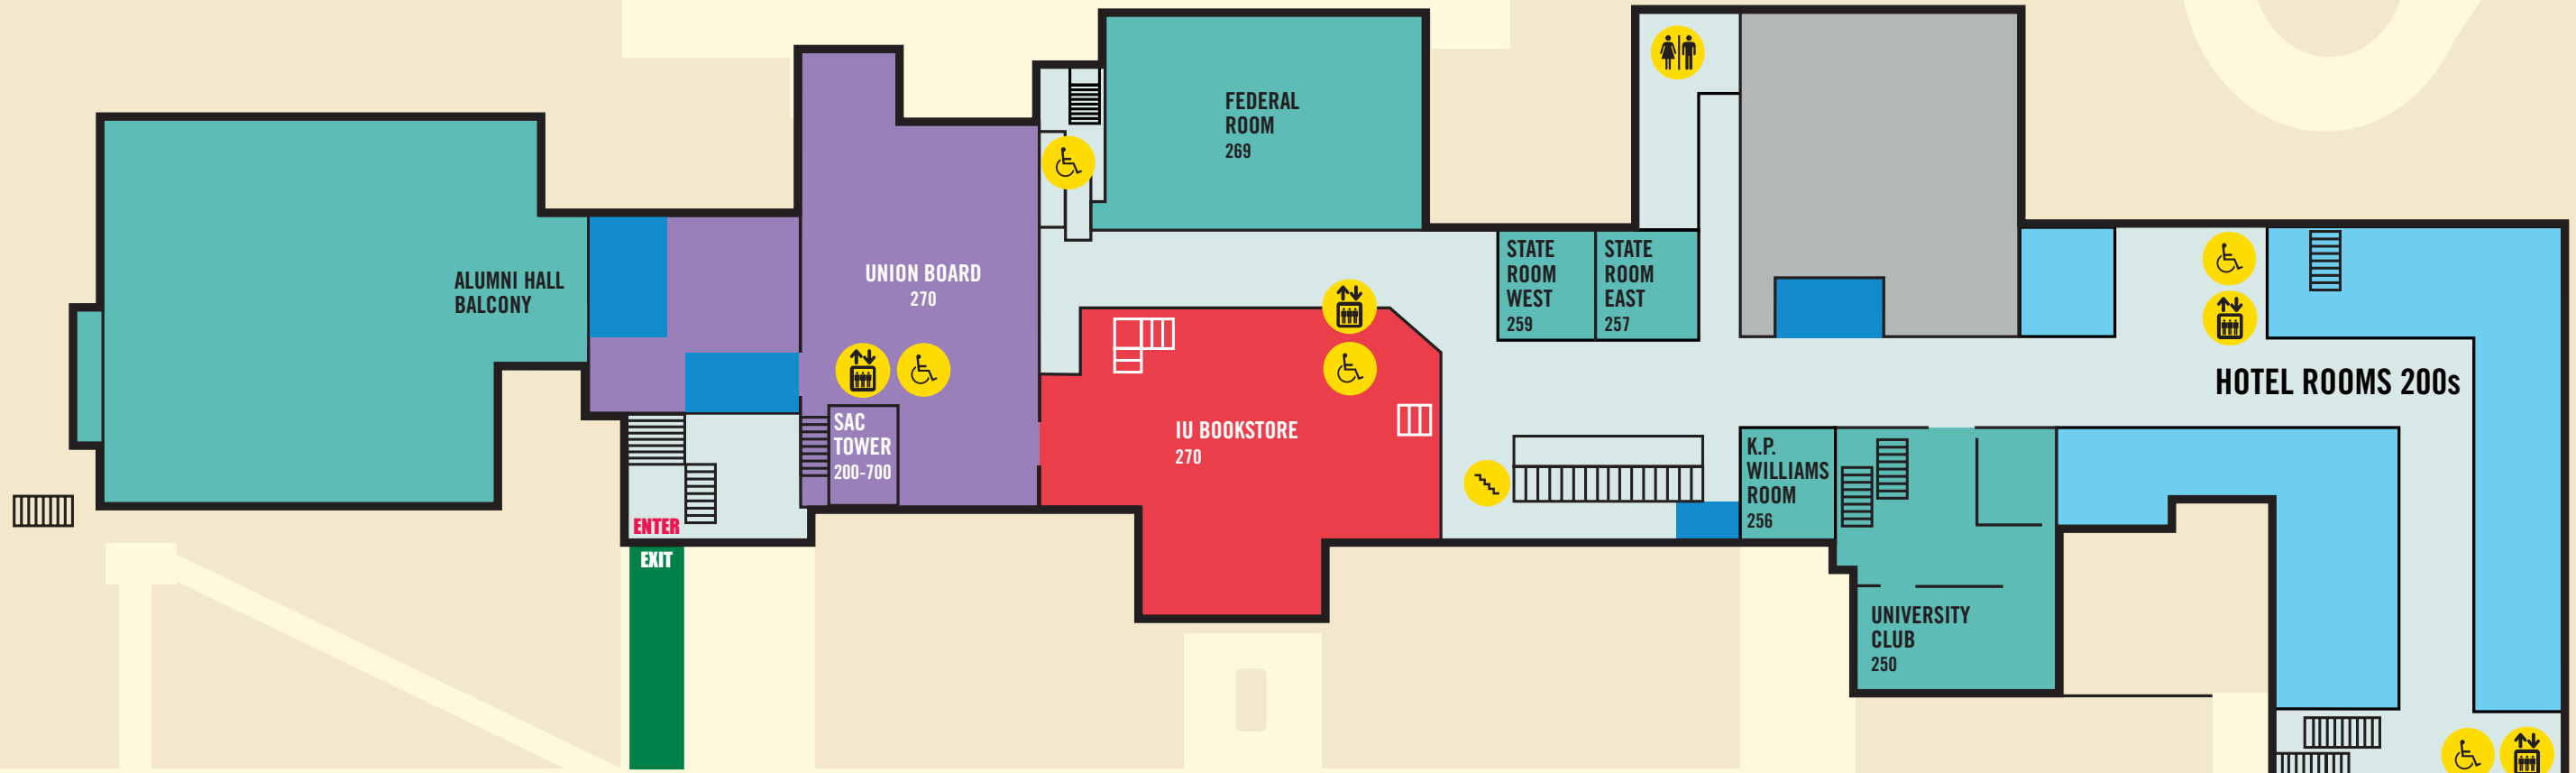 FEDERAL
ROOM
269
ALUMNI HALL
BALCONY
UNION BOARD
270
STATE
ROOM
WEST
259
STATE
ROOM
EAST
257
HOTEL ROOMS 200s
SAC
TOWER
200-700
IU BOOKSTORE
270
K.P.
WILLIAMS
ROOM
256
ENTER
EXIT
UNIVERSITY
CLUB
250